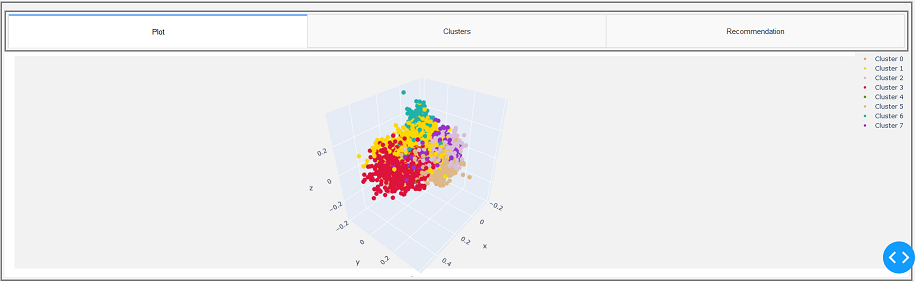 Plot
Clusters
Recommendation
Cluster 0
Cluster 1
Cluster 2
Cluster 3
Cluster 4
Cluster 5
Cluster 6
Cluster 7
0.2
0
−0.2
z
−0.2
0
0.2
y
−0.2
0
0.2
0.4
x